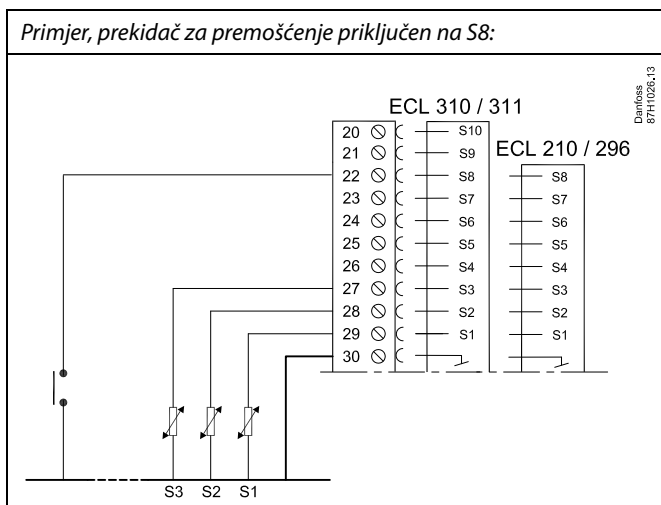 Primjer, prekidač za premošćenje priključen na S8:
Danfoss
87H1026.13
ECL 310 / 311
ECL 210 / 296
20 S10
21 S9
22 S8 S8
23 S7 S7
24 S6 S6
25 S5 S5
26 S4 S4
27 S3 S3
28 S2 S2
29 S1 S1
30
S3 S2 S1